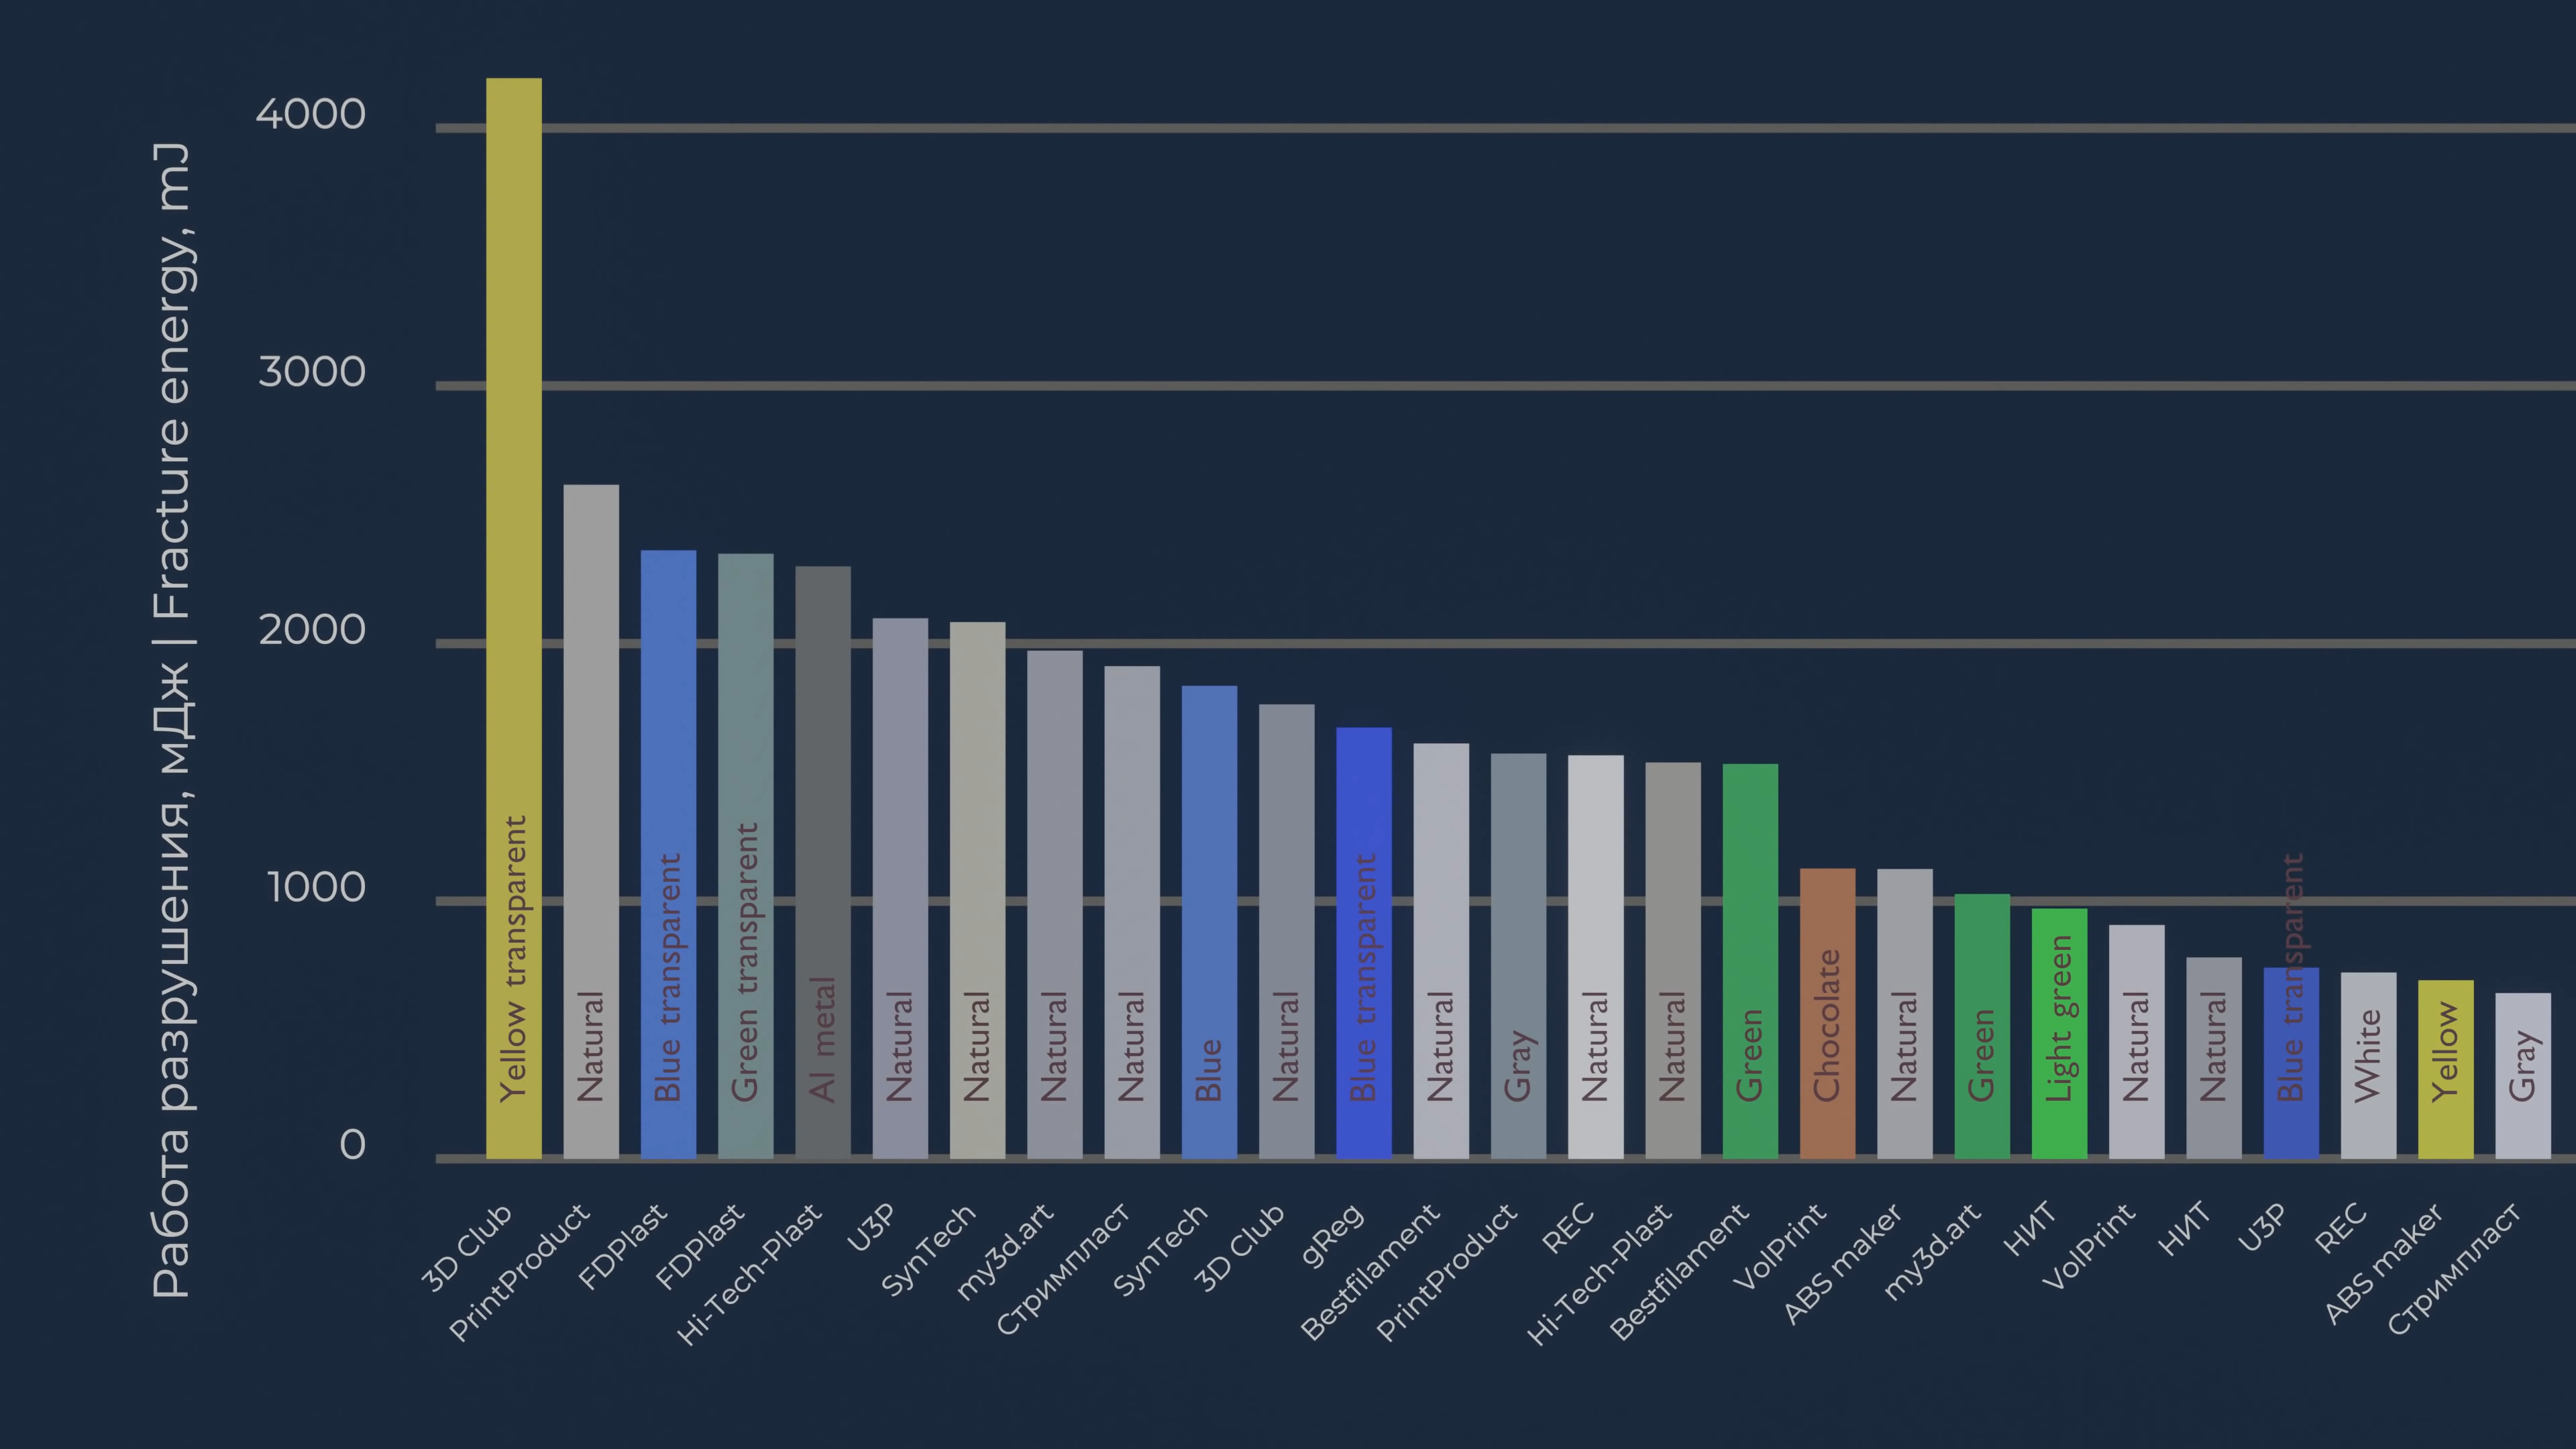 Работа разрушения, мДж | Fracture energy, mJ
4000
3000
2000
1000
0
Yellow transparent
Natural
Blue transparent
Green transparent
Al metal
Natural
Natural
Natural
Natural
Blue
Natural
Blue transparent
Natural
Gray
Natural
Natural
Green
Chocolate
Natural
Green
Light green
Natural
Natural
Blue transparent
White
Yellow
Gray
3D Club
PrintProduct
FDPlast
FDPlast
Hi-Tech-Plast
U3P
SynTech
my3d.art
Стримпласт
SynTech
3D Club
gReg
Bestfilament
PrintProduct
REC
Hi-Tech-Plast
Bestfilament
VolPrint
ABS maker
my3d.art
НИТ
VolPrint
НИТ
U3P
REC
ABS maker
Стримпласт